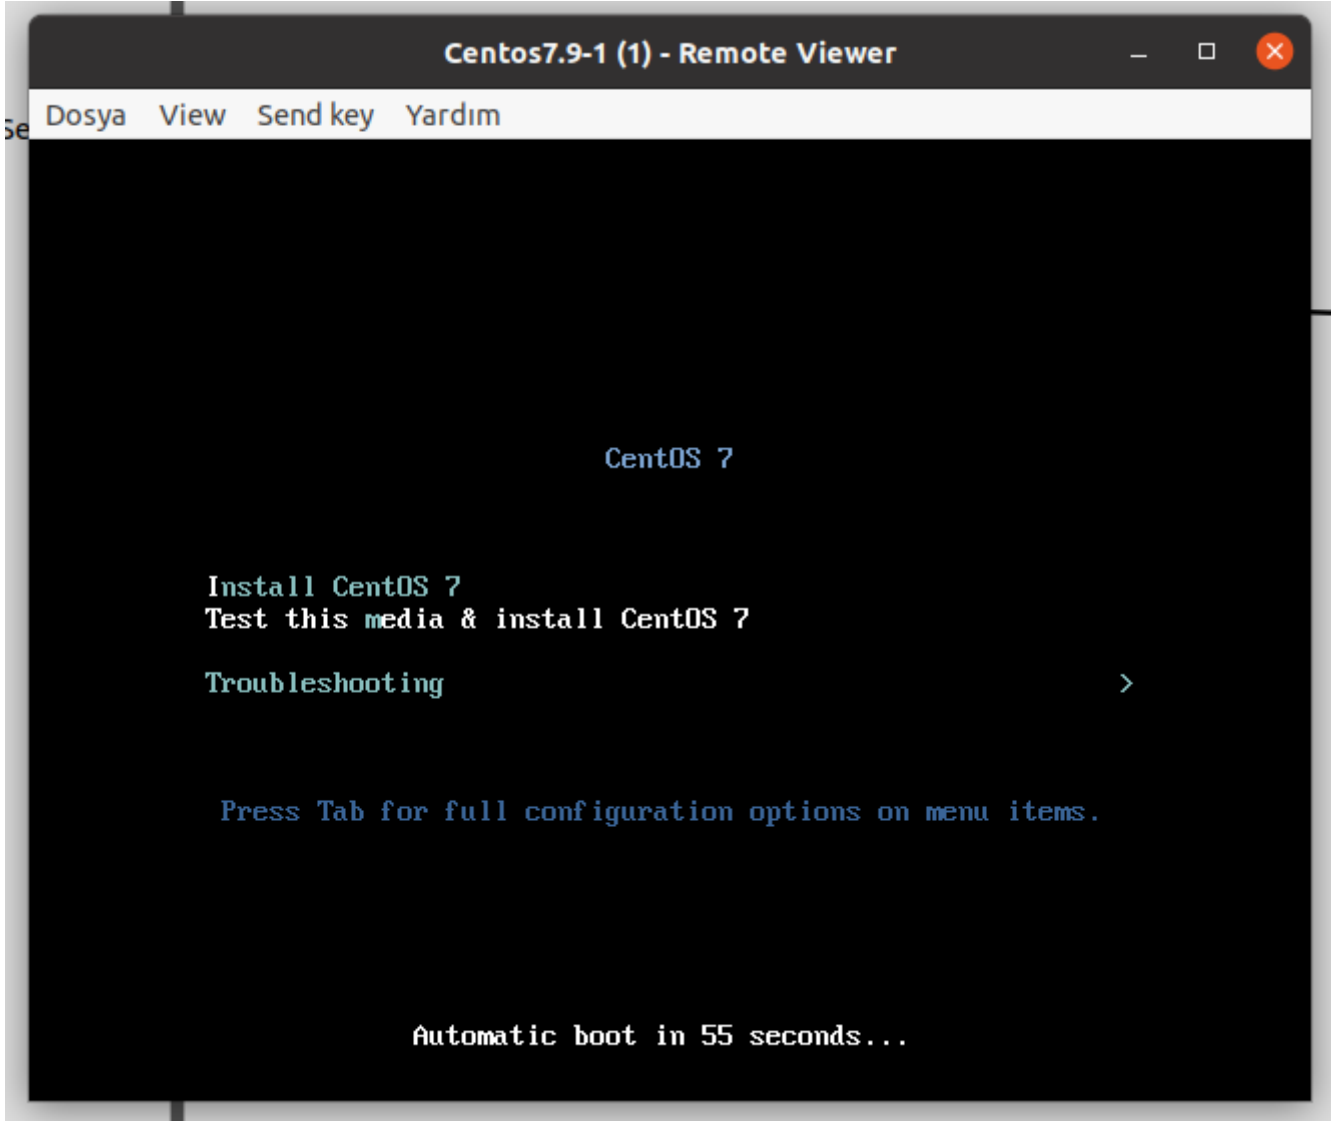 Centos7.9-1 (1) - Remote Viewer
Dosya View Send key Yardım
Se
CentOS 7
Install CentOS 7
Test this media & install CentOS 7
Troubleshooting >
Press Tab for full configuration options on menu items.
Automatic boot in 55 seconds...